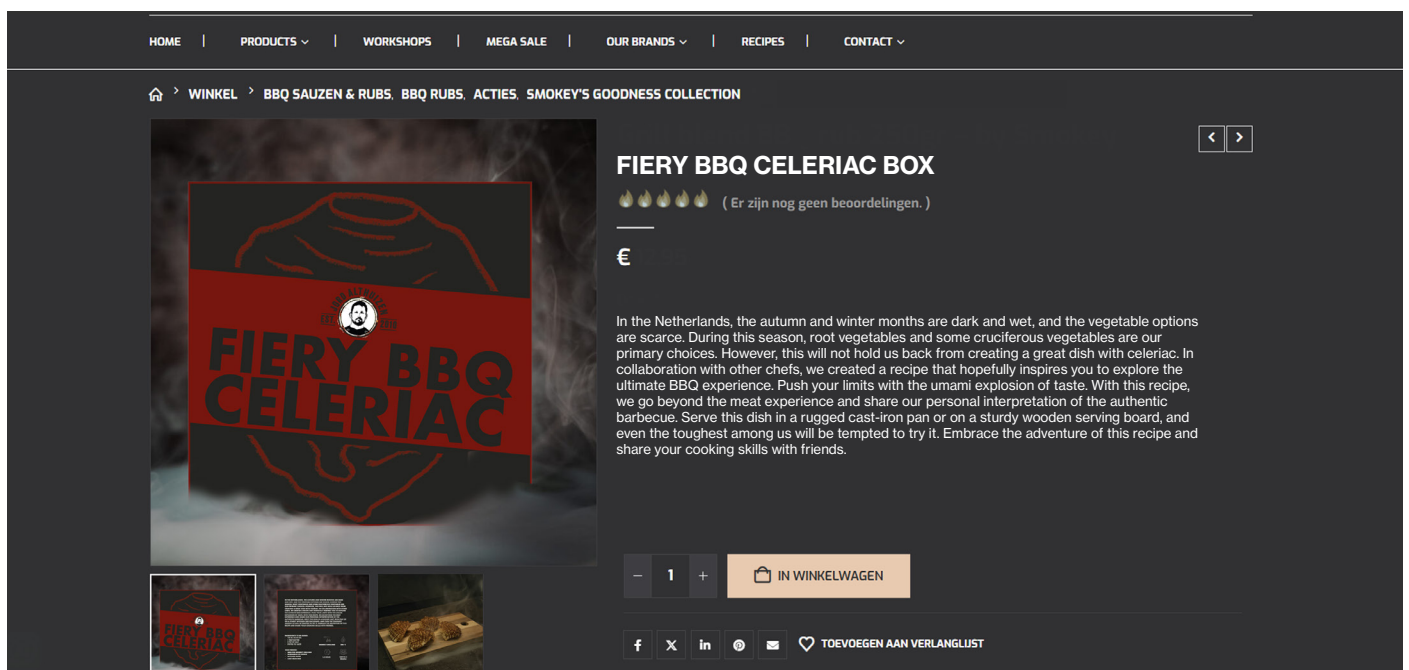 HOME | PRODUCTS | WORKSHOPS | MEGA SALE | OUR BRANDS | RECIPES | CONTACT
WINKEL > BBQ SAUZEN & RUBS, BBQ RUBS, ACTIES, SMOKEY'S GOODNESS COLLECTION
FIERY BBQ
CELERIAC
FIERY BBQ CELERIAC BOX
( Er zijn nog geen beoordelingen. )
€
In the Netherlands, the autumn and winter months are dark and wet, and the vegetable options
are scarce. During this season, root vegetables and some cruciferous vegetables are our
primary choices. However, this will not hold us back from creating a great dish with celeriac. In
collaboration with other chefs, we created a recipe that hopefully inspires you to explore the
ultimate BBQ experience. Push your limits with the umami explosion of taste. With this recipe,
we go beyond the meat experience and share our personal interpretation of the authentic
barbecue. Serve this dish in a rugged cast-iron pan or on a sturdy wooden serving board, and
even the toughest among us will be tempted to try it. Embrace the adventure of this recipe and
share your cooking skills with friends.
− 1 +
IN WINKELWAGEN
FIERY BBQ
CELERIAC
TOEVOEGEN AAN VERLANGLIJST